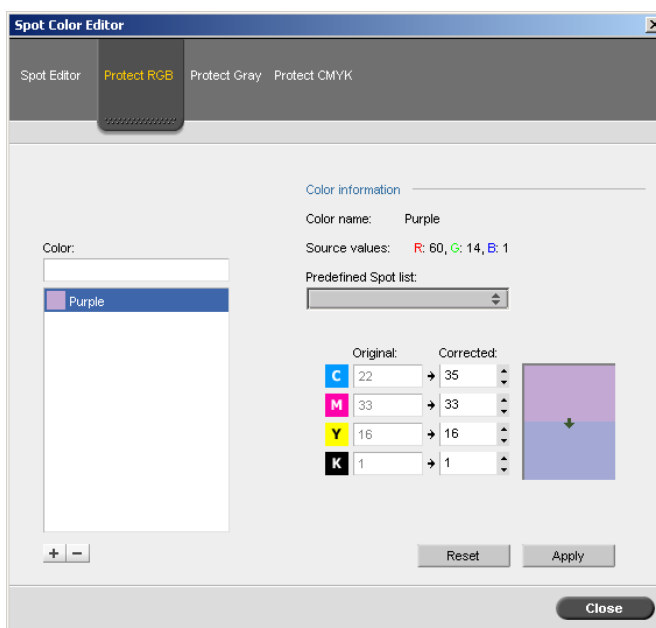 Spot Color Editor
Spot Editor Protect RGB Protect Gray Protect CMYK
Color information
Color name: Purple
Color:
Source values: R: 60, G: 14, B: 1
Predefined Spot list:
Purple
Original: Corrected:
C 22 35
M 33 33
Y 16 16
K 1 1
Reset Apply
Close